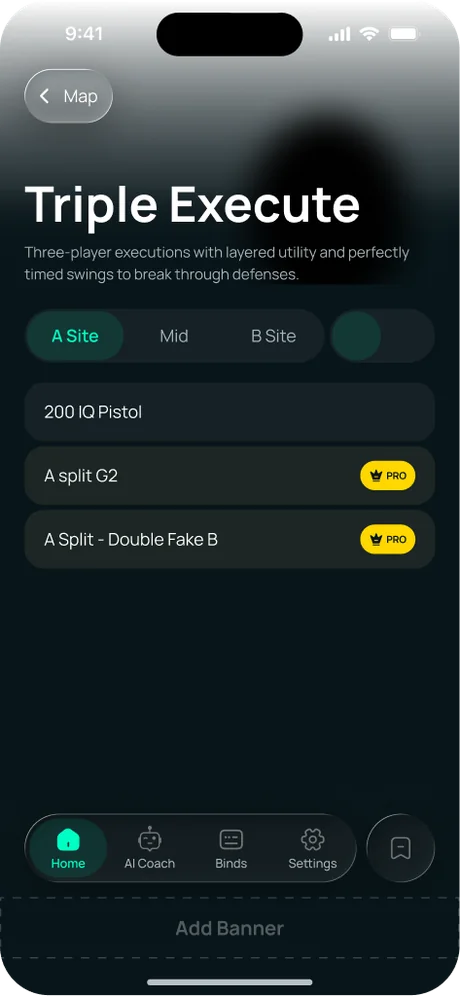 9:41
Map
Triple Execute
Three-player executions with layered utility and perfectly
timed swings to break through defenses.
A Site
Mid
B Site
200 IQ Pistol
A split G2
PRO
A Split - Double Fake B
PRO
Home
AI Coach
Binds
Settings
Add Banner